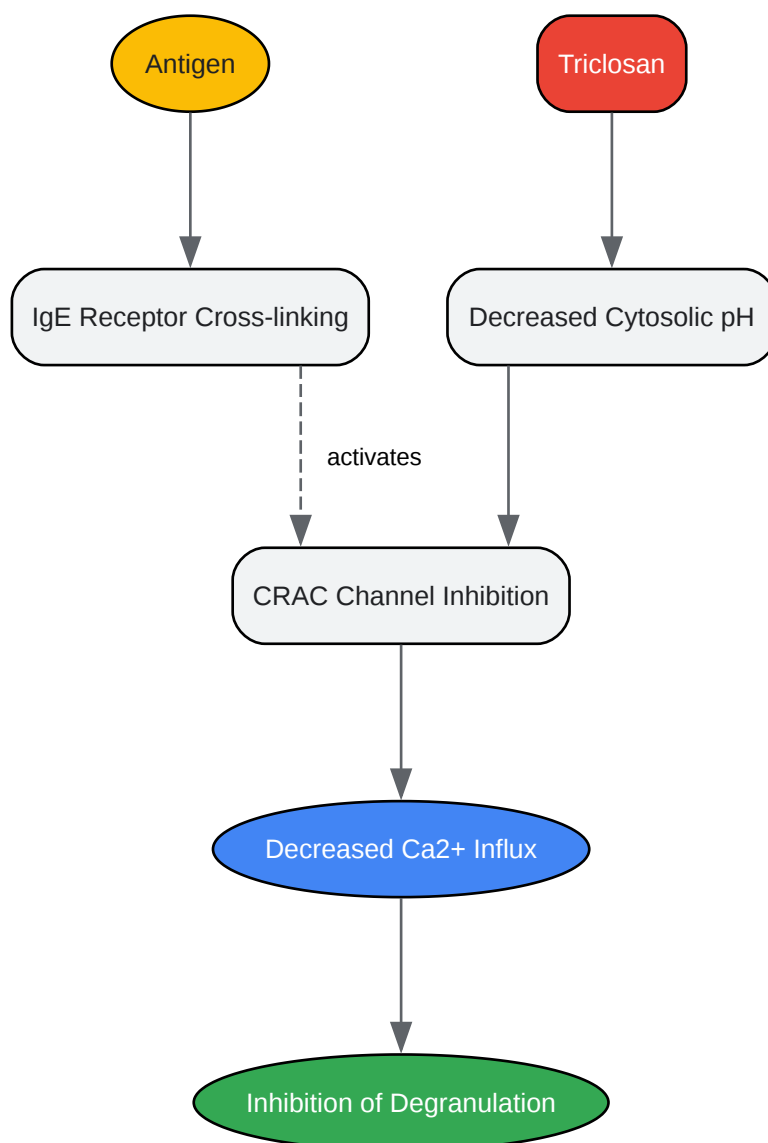 Antigen
Triclosan
IgE Receptor Cross-linking
Decreased Cytosolic pH
activates
CRAC Channel Inhibition
Decreased Ca2+ Influx
Inhibition of Degranulation